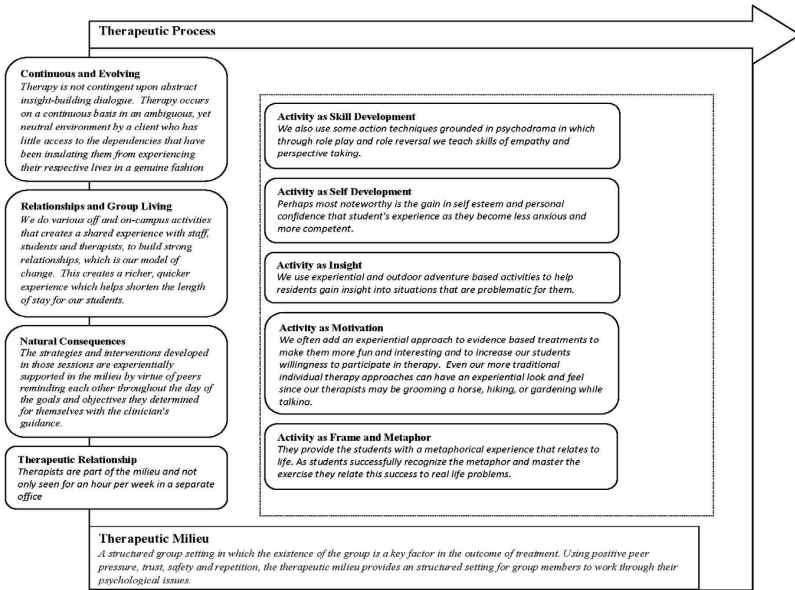 Therapeutic Process
Continuous and Evolving
Therapy is not contingent upon abstract
insight-building dialogue. Therapy occurs
on a continuous basis in an ambiguous, yet
neutral environment by a client who has
little access to the dependencies that have
been insulating them from experiencing
their respective lives in a genuine fashion
Relationships and Group Living
We do various off and on-campus activities
that creates a shared experience with staff,
students and therapists, to build strong
relationships, which is our model of
change. This creates a richer, quicker
experience which helps shorten the length
of stay for our students.
Natural Consequences
The strategies and interventions developed
in those sessions are experientially
supported in the milieu by virtue of peers
reminding each other throughout the day of
the goals and objectives they determined
for themselves with the clinician's
guidance.
Therapeutic Relationship
Therapists are part of the milieu and not
only seen for an hour per week in a separate
office
Activity as Skill Development
We also use some action techniques grounded in psychodrama in which
through role play and role reversal we teach skills of empathy and
perspective taking.
Activity as Self Development
Perhaps most noteworthy is the gain in self esteem and personal
confidence that student's experience as they become less anxious and
more competent.
Activity as Insight
We use experiential and outdoor adventure based activities to help
residents gain insight into situations that are problematic for them.
Activity as Motivation
We often add an experiential approach to evidence based treatments to
make them more fun and interesting and to increase our students
willingness to participate in therapy. Even our more traditional
individual therapy approaches can have an experiential look and feel
since our therapists may be grooming a horse, hiking, or gardening while
talking.
Activity as Frame and Metaphor
They provide the students with a metaphorical experience that relates to
life. As students successfully recognize the metaphor and master the
exercise they relate this success to real life problems.
Therapeutic Milieu
A structured group setting in which the existence of the group is a key factor in the outcome of treatment. Using positive peer
pressure, trust, safety and repetition, the therapeutic milieu provides an structured setting for group members to work through their
psychological issues.